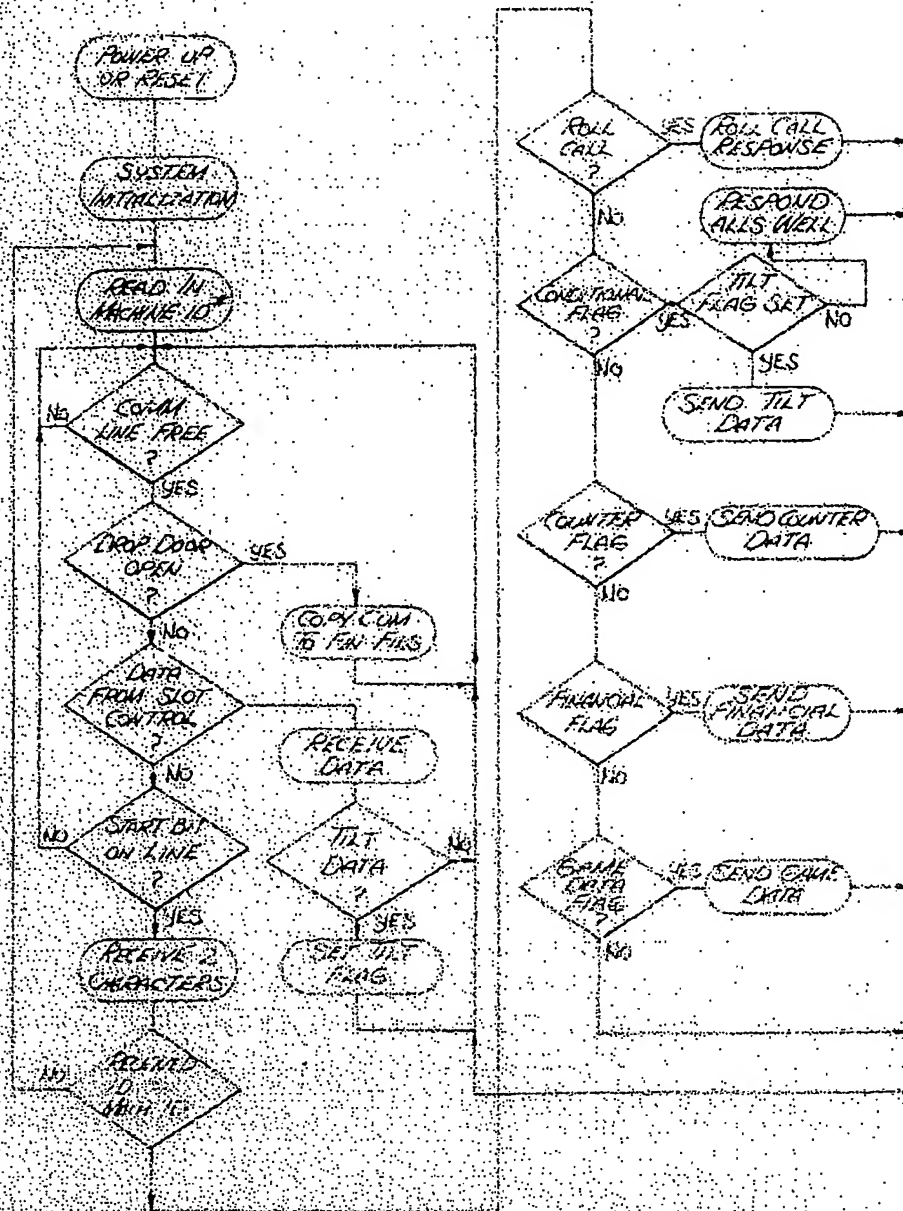 POWER UP
OR RESET
SYSTEM
INITIALIZATION
READ IN
MACHINE ID#
COMM
LINE FREE
?
NO
YES
DROP DOOR
OPEN
?
YES
NO
COPY CUM
TO FIN FILS
DATA
FROM SLOT
CONTROL
?
NO
RECEIVE
DATA
START BIT
ON LINE
?
NO
YES
TILT
DATA
?
NO
YES
RECEIVE 2
CHARACTERS
SET TILT
FLAG
RECEIVED
ID
NO
ROLL
CALL
?
YES
ROLL CALL
RESPONSE
NO
RESPOND
ALLS WELL
CONDITIONAL
FLAG
?
YES
TILT
FLAG SET
NO
NO
YES
SEND TILT
DATA
COUNTER
FLAG
?
YES
SEND COUNTER
DATA
NO
FINANCIAL
FLAG
YES
SEND
FINANCIAL
DATA
NO
GAME
DATA
FLAG
?
YES
SEND GAME
DATA
NO